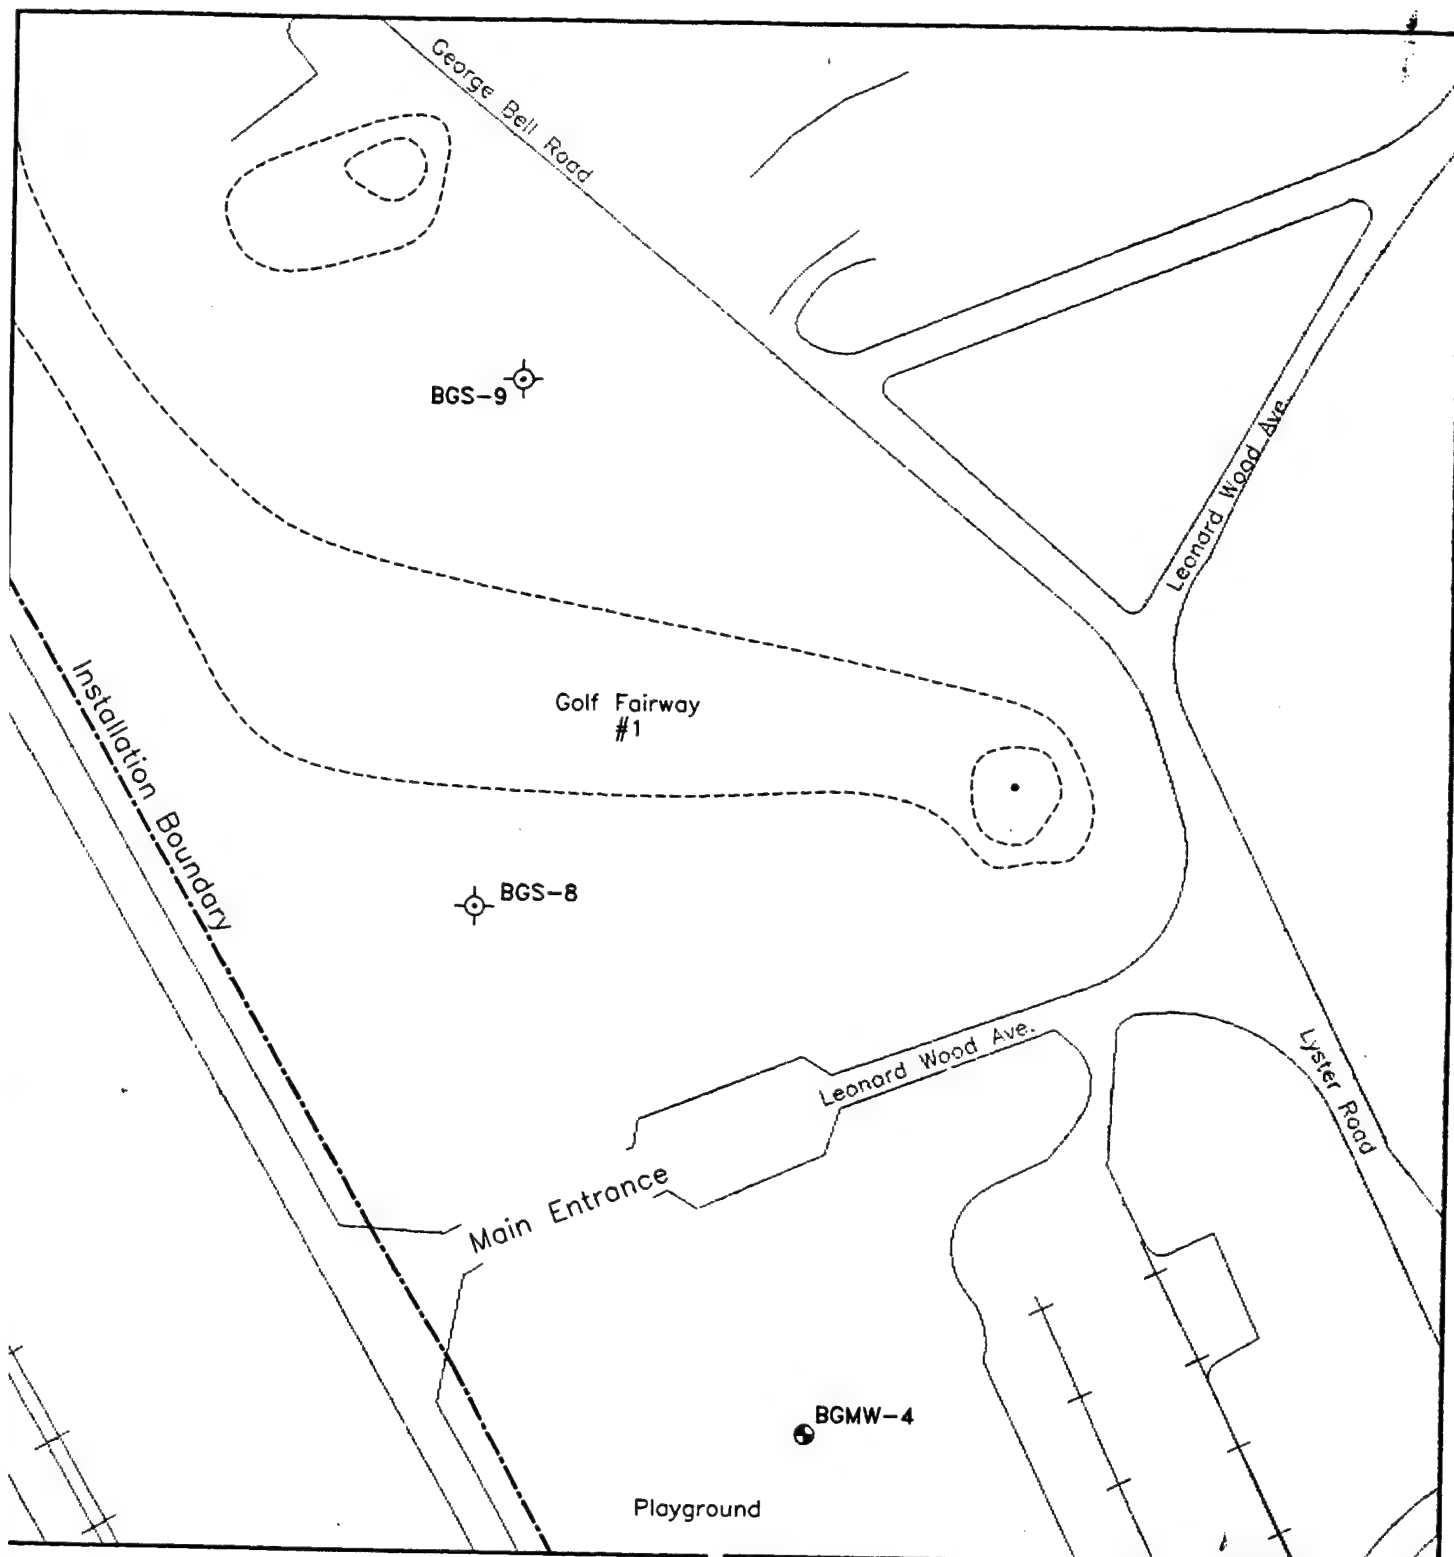 George Bell Road
BGS-9
Leonard Wood Ave.
Installation Boundary
Golf Fairway
#1
BGS-8
Leonard Wood Ave.
Lyster Road
Main Entrance
BGMW-4
Playground